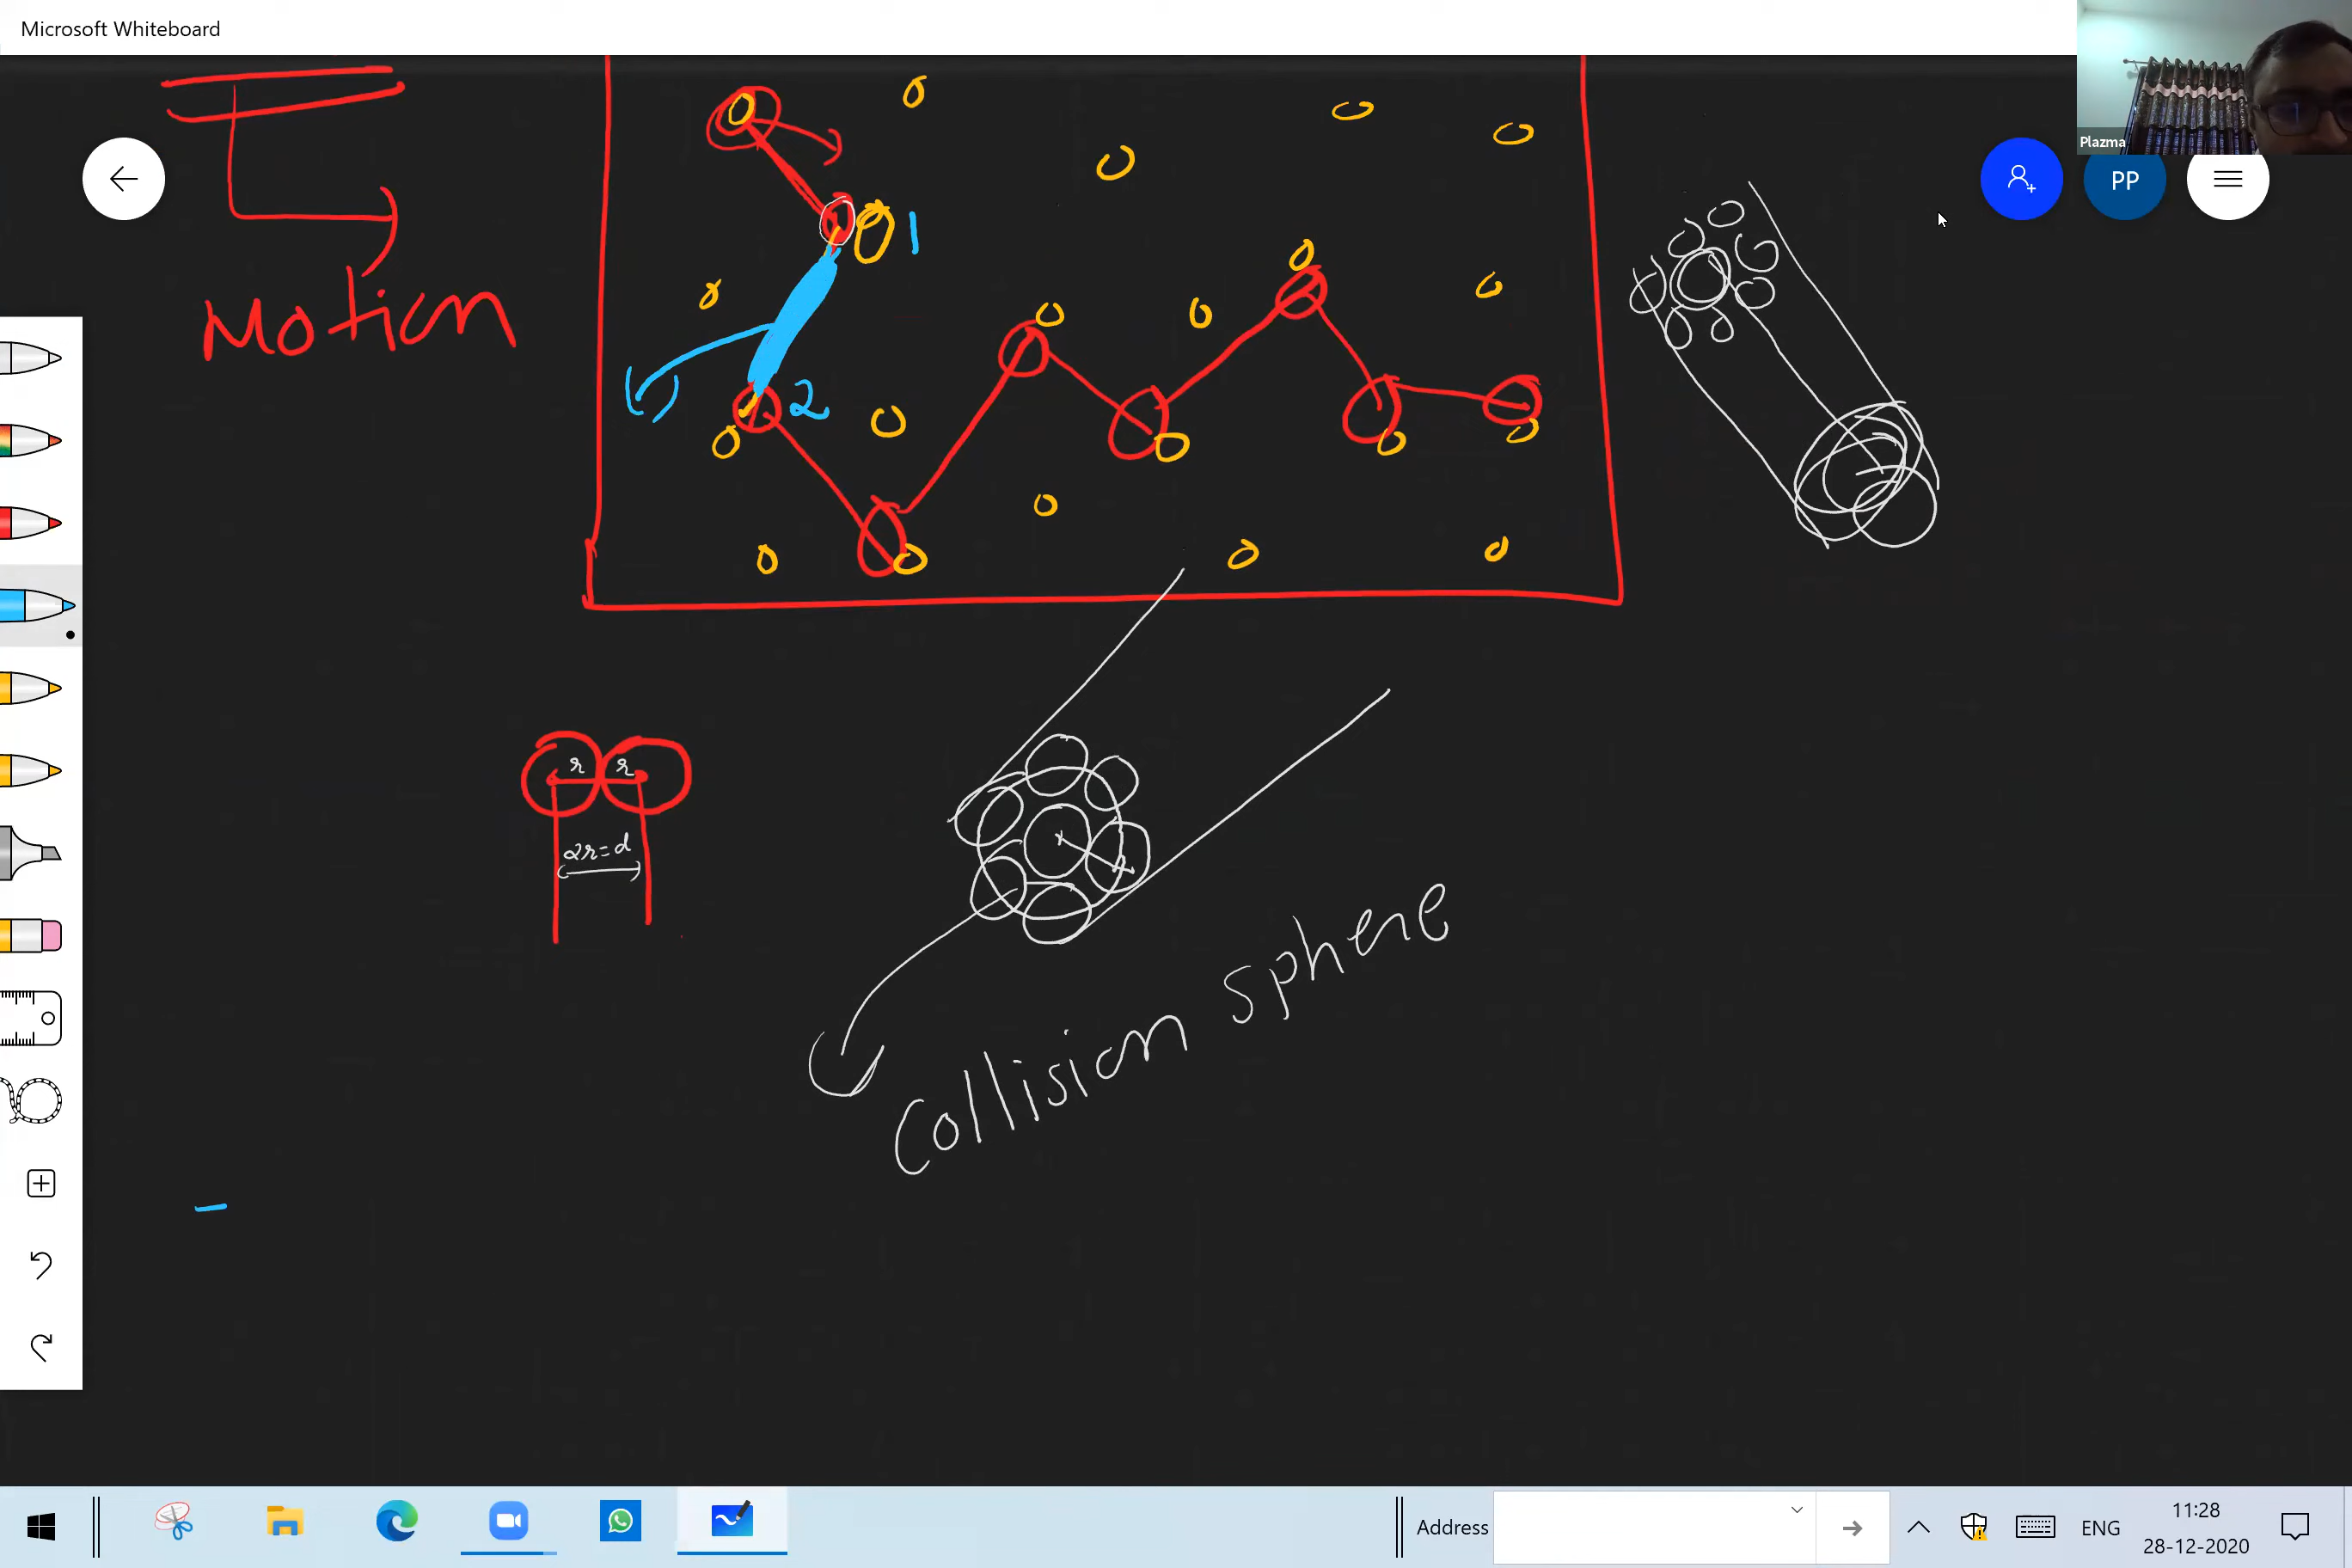 Microsoft Whiteboard
Plazma
PP
Motion
1
2
r r
2r=d
Collision sphere
Address
ENG
11:28
28-12-2020